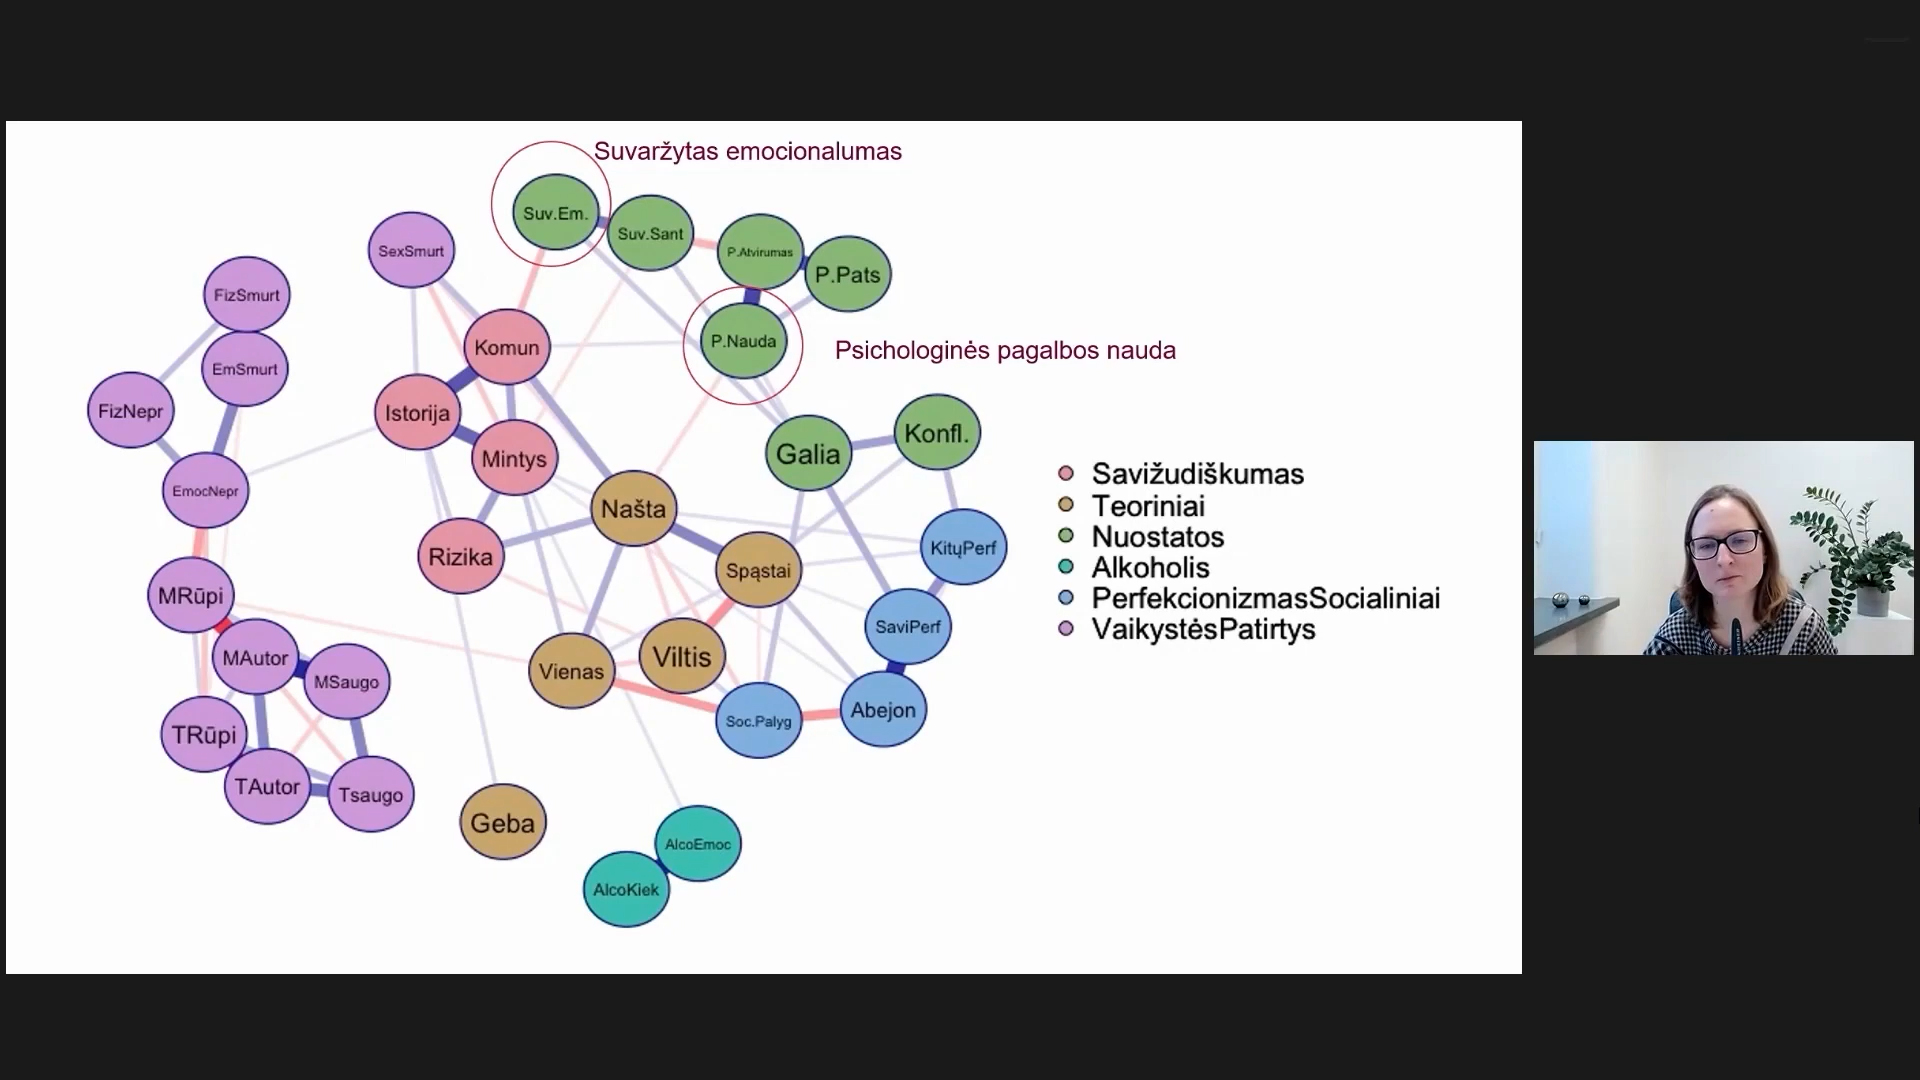 Suvaržytas emocionalumas
Suv.Em.
Suv.Sant
SexSmurt
P.Atvirumas
P.Pats
FizSmurt
Komun
P.Nauda
Psichologinės pagalbos nauda
EmSmurt
FizNepr
Istorija
Mintys
Galia
Konfl.
EmocNepr
Našta
Rizika
Spąstai
KitųPerf
MRūpi
MAutor
MSaugo
Vienas
Viltis
SaviPerf
Soc.Palyg
Abejon
TRūpi
TAutor
Tsaugo
Geba
AlcoEmoc
AlcoKiek
Savižudiškumas
Teoriniai
Nuostatos
Alkoholis
PerfekcionizmasSocialiniai
VaikystėsPatirtys